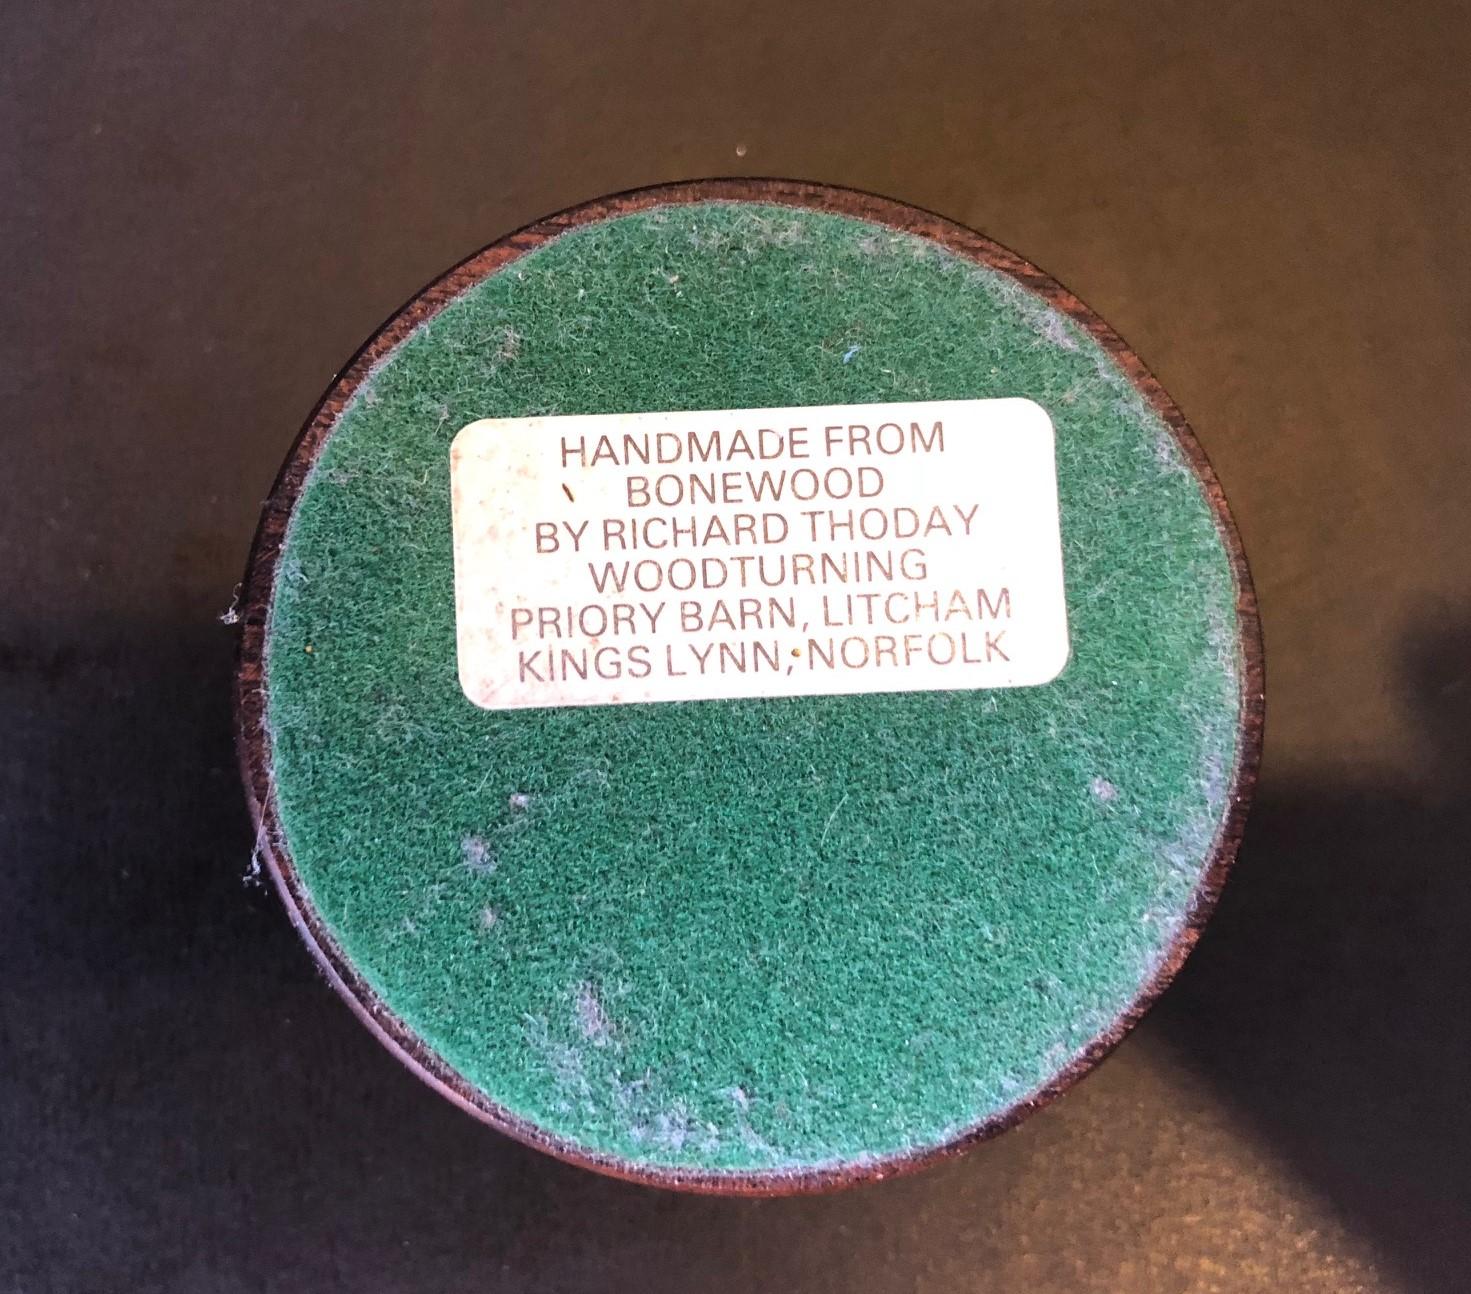 HANDMADE FROM
BONEWOOD
BY RICHARD THODAY
WOODTURNING
PRIORY BARN, LITCHAM
KINGS LYNN, NORFOLK